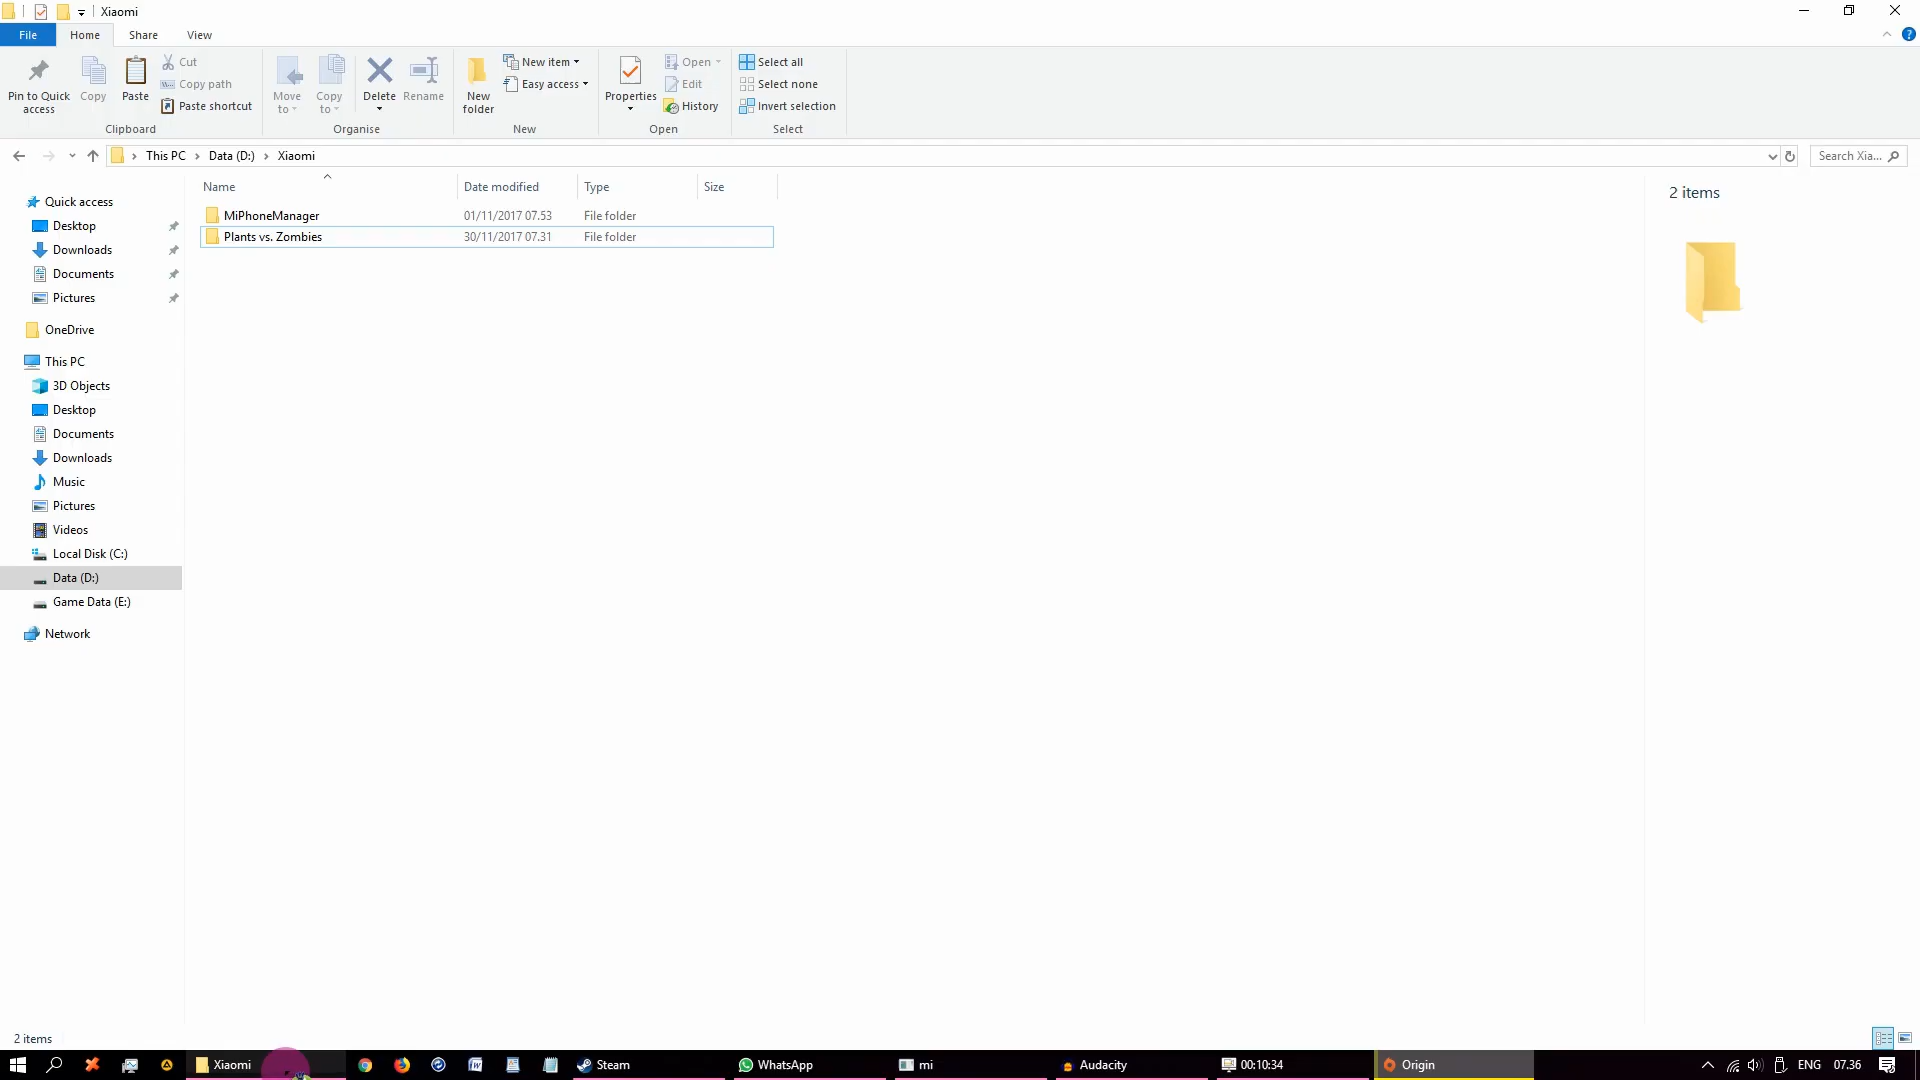 Xiaomi
File Home Share View
Pin to Quick access
Copy
Paste
Cut
Copy path
Paste shortcut
Clipboard
Move to
Copy to
Delete
Rename
Organise
New folder
New item
Easy access
New
Properties
Open
Edit
History
Open
Select all
Select none
Invert selection
Select
This PC › Data (D:) › Xiaomi
Search Xia...
Name Date modified Type Size
MiPhoneManager 01/11/2017 07.53 File folder
Plants vs. Zombies 30/11/2017 07.31 File folder
2 items
Quick access
Desktop
Downloads
Documents
Pictures
OneDrive
This PC
3D Objects
Desktop
Documents
Downloads
Music
Pictures
Videos
Local Disk (C:)
Data (D:)
Game Data (E:)
Network
2 items
Xiaomi Steam WhatsApp mi Audacity 00:10:34 Origin ENG 07.36